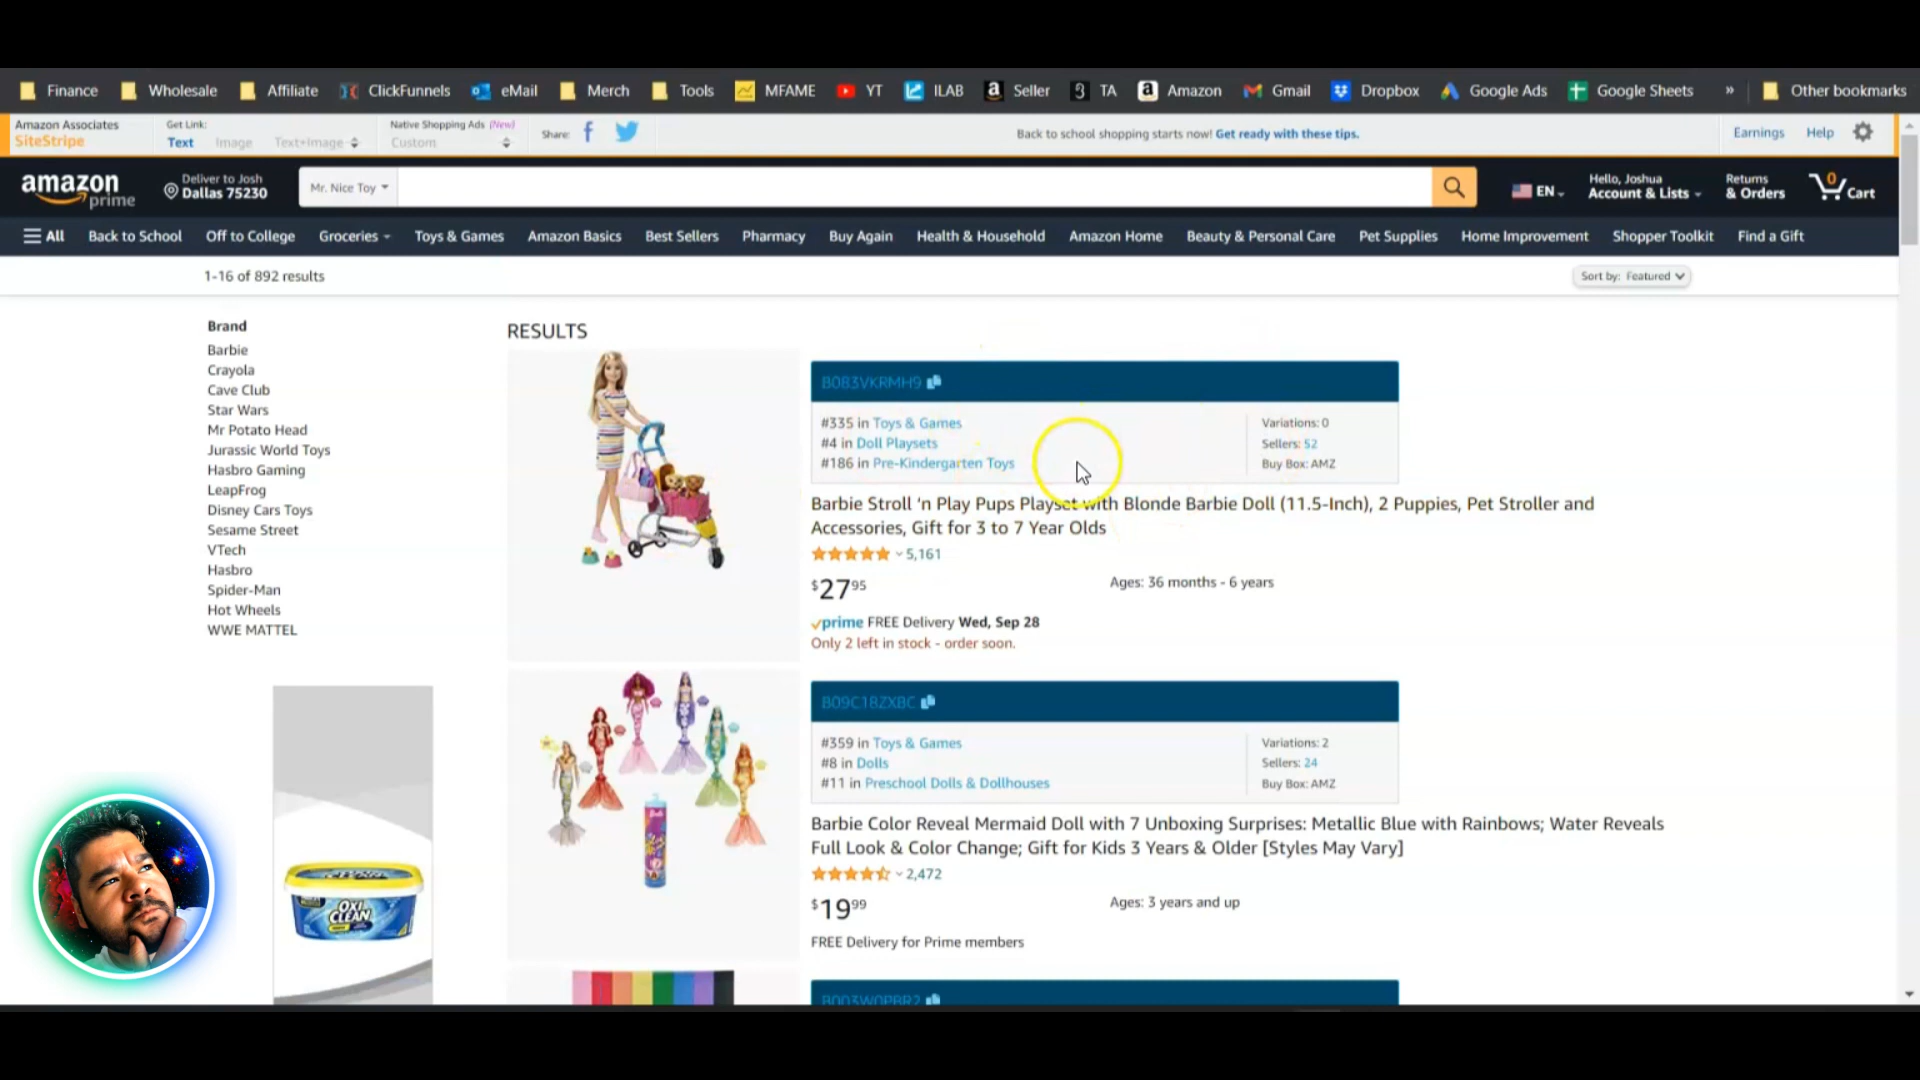 Finance Wholesale Affiliate ClickFunnels eMail Merch Tools MFAME YT ILAB Seller TA Amazon Gmail Dropbox Google Ads Google Sheets » Other bookmarks
Amazon Associates
SiteStripe
Get Link:
Text Image Text+Image
Native Shopping Ads (New)
Custom
Share:
Back to school shopping starts now! Get ready with these tips.
Earnings Help
amazon
prime
Deliver to Josh
Dallas 75230
Mr. Nice Toy
EN
Hello, Joshua
Account & Lists
Returns
& Orders
0
Cart
All Back to School Off to College Groceries Toys & Games Amazon Basics Best Sellers Pharmacy Buy Again Health & Household Amazon Home Beauty & Personal Care Pet Supplies Home Improvement Shopper Toolkit Find a Gift
1-16 of 892 results
Sort by: Featured
Brand
Barbie
Crayola
Cave Club
Star Wars
Mr Potato Head
Jurassic World Toys
Hasbro Gaming
LeapFrog
Disney Cars Toys
Sesame Street
VTech
Hasbro
Spider-Man
Hot Wheels
WWE MATTEL
OXI
CLEAN
RESULTS
B083VKRMH9
#335 in Toys & Games
#4 in Doll Playsets
#186 in Pre-Kindergarten Toys
Variations: 0
Sellers: 52
Buy Box: AMZ
Barbie Stroll 'n Play Pups Playset with Blonde Barbie Doll (11.5-Inch), 2 Puppies, Pet Stroller and
Accessories, Gift for 3 to 7 Year Olds
5,161
$27 95
Ages: 36 months - 6 years
prime FREE Delivery Wed, Sep 28
Only 2 left in stock - order soon.
B09C18ZXBC
#359 in Toys & Games
#8 in Dolls
#11 in Preschool Dolls & Dollhouses
Variations: 2
Sellers: 24
Buy Box: AMZ
Barbie Color Reveal Mermaid Doll with 7 Unboxing Surprises: Metallic Blue with Rainbows; Water Reveals
Full Look & Color Change; Gift for Kids 3 Years & Older [Styles May Vary]
2,472
$19 99
Ages: 3 years and up
FREE Delivery for Prime members